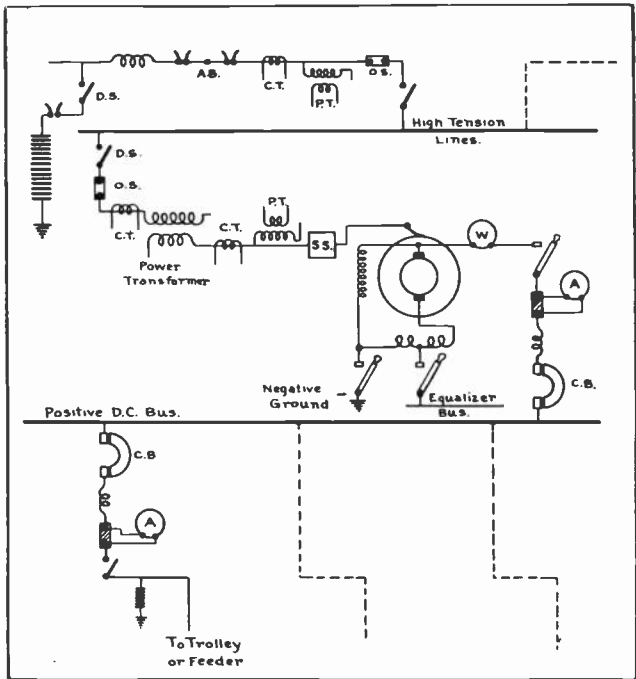 A.B.
C.T.
P.T.
O.S.
D.S.
High Tension
Lines.
D.S.
O.S.
C.T.
Power
Transformer
C.T.
P.T.
S.S.
W
A
C.B.
Negative
Ground
Equalizer
Bus.
Positive D.C. Bus.
C.B
A
To Trolley
or Feeder